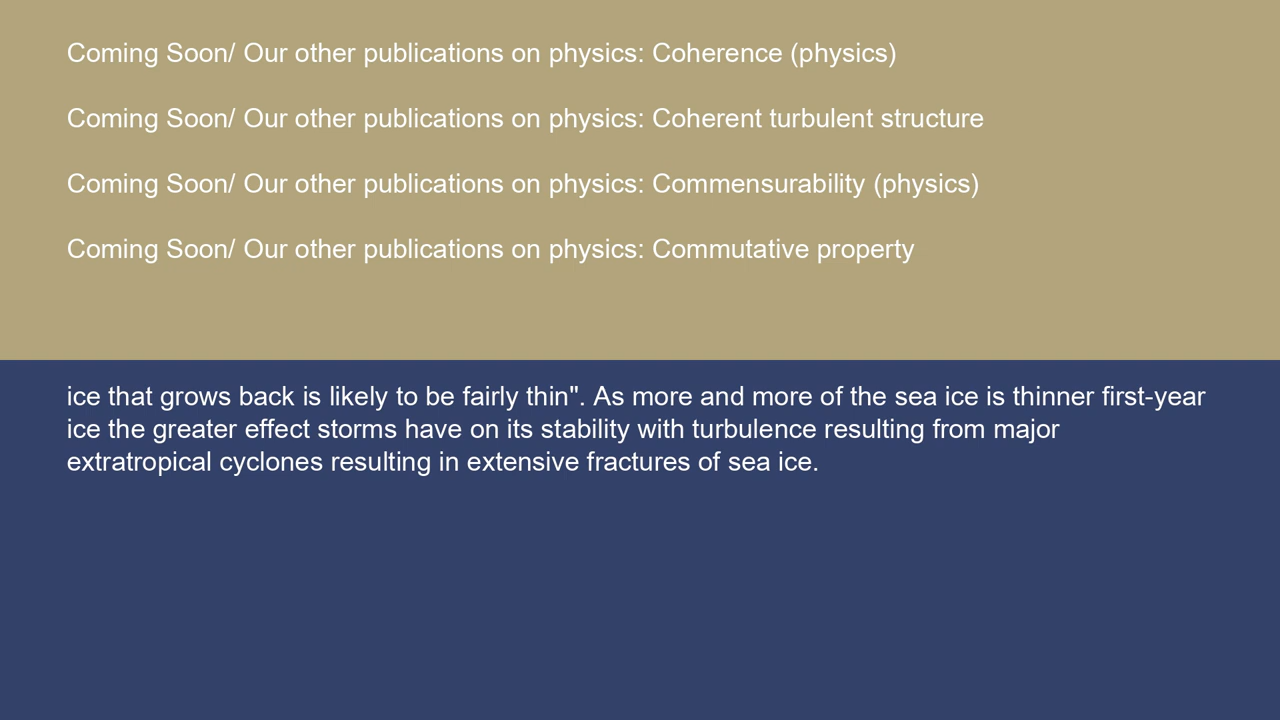 Coming Soon/ Our other publications on physics: Coherence (physics)
Coming Soon/ Our other publications on physics: Coherent turbulent structure
Coming Soon/ Our other publications on physics: Commensurability (physics)
Coming Soon/ Our other publications on physics: Commutative property
ice that grows back is likely to be fairly thin". As more and more of the sea ice is thinner first-year
ice the greater effect storms have on its stability with turbulence resulting from major
extratropical cyclones resulting in extensive fractures of sea ice.